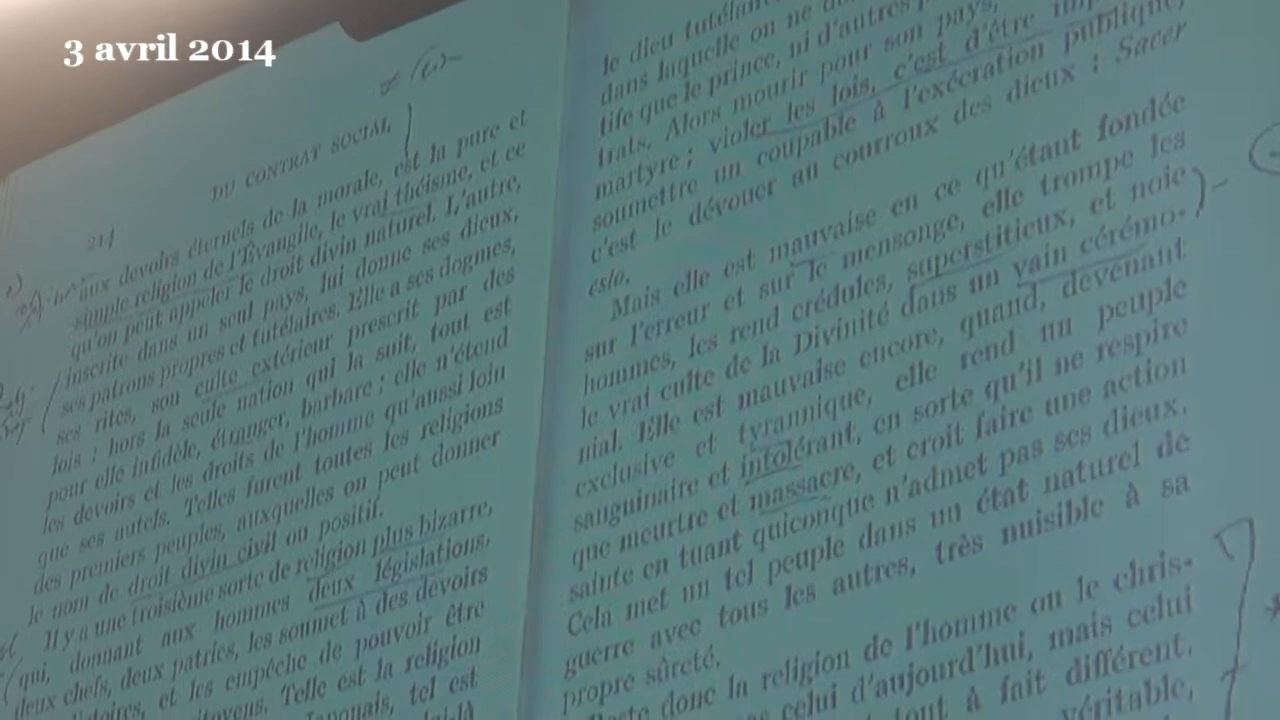 3 avril 2014
DU CONTRAT SOCIAL
214
aux devoirs éternels de la morale, est la pure et
simple religion de l'Évangile, le vrai théisme, et ce
qu'on peut appeler le droit divin naturel. L'autre,
inscrite dans un seul pays, lui donne ses dieux,
ses patrons propres et tutélaires. Elle a ses dogmes,
ses rites, son culte extérieur prescrit par des
lois : hors la seule nation qui la suit, tout est
pour elle infidèle, étranger, barbare ; elle n'étend
les devoirs et les droits de l'homme qu'aussi loin
que ses autels. Telles furent toutes les religions
des premiers peuples, auxquelles on peut donner
le nom de droit divin civil ou positif.
Il y a une troisième sorte de religion plus bizarre,
qui, donnant aux hommes deux législations,
deux chefs, deux patries, les soumet à des devoirs
et les empêche de pouvoir être
Telle est la religion
tel est
le dieu
dans laquelle on ne
tife que le prince, ni d'autres
trats. Alors mourir pour son pays,
martyre ; violer les lois, c'est d'être
soumettre un coupable à l'exécration publique,
c'est le dévouer au courroux des dieux : Sacer
esto.
Mais elle est mauvaise en ce qu'étant fondée
sur l'erreur et sur le mensonge, elle trompe les
hommes, les rend crédules, superstitieux, et noie
le vrai culte de la Divinité dans un vain cérémo-
nial. Elle est mauvaise encore, quand, devenant
exclusive et tyrannique, elle rend un peuple
sanguinaire et intolérant, en sorte qu'il ne respire
que meurtre et massacre, et croit faire une action
sainte en tuant quiconque n'admet pas ses dieux.
Cela met un tel peuple dans un état naturel de
guerre avec tous les autres, très nuisible à sa
propre sûreté.
Reste donc la religion de l'homme ou le chris-
celui d'aujourd'hui, mais celui
tout à fait différent.
véritable,